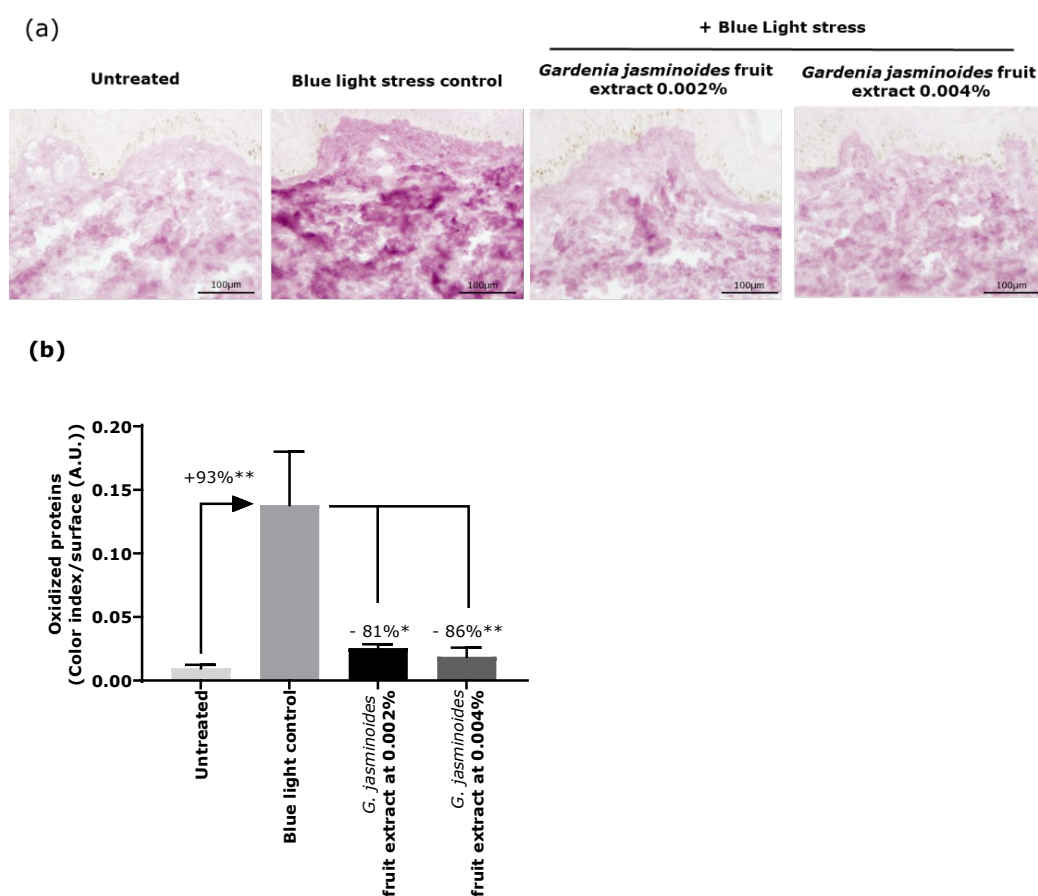 (a)
+ Blue Light stress
Untreated
Blue light stress control
Gardenia jasminoides fruit
extract 0.002%
Gardenia jasminoides fruit
extract 0.004%
100µm
100µm
100µm
100µm
(b)
Oxidized proteins
(Color index/surface (A.U.))
0.20
0.15
0.10
0.05
0.00
+93%**
- 81%*
- 86%**
Untreated
Blue light control
G. jasminoides
fruit extract at 0.002%
G. jasminoides
fruit extract at 0.004%